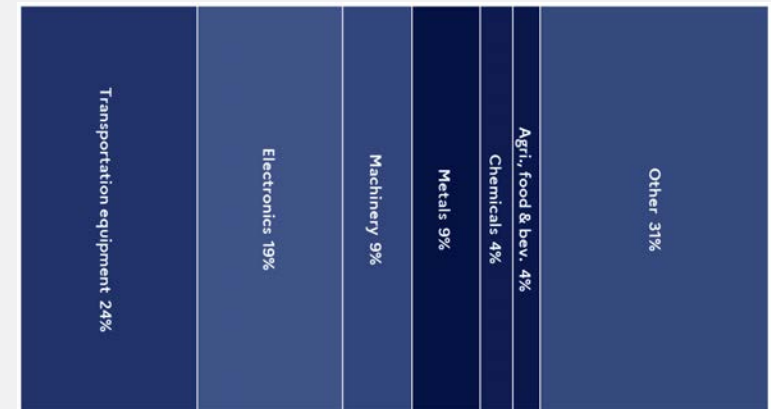 Transportation equipment 24%
Electronics 19%
Machinery 9%
Metals 9%
Chemicals 4%
Agri., food & bev. 4%
Other 31%